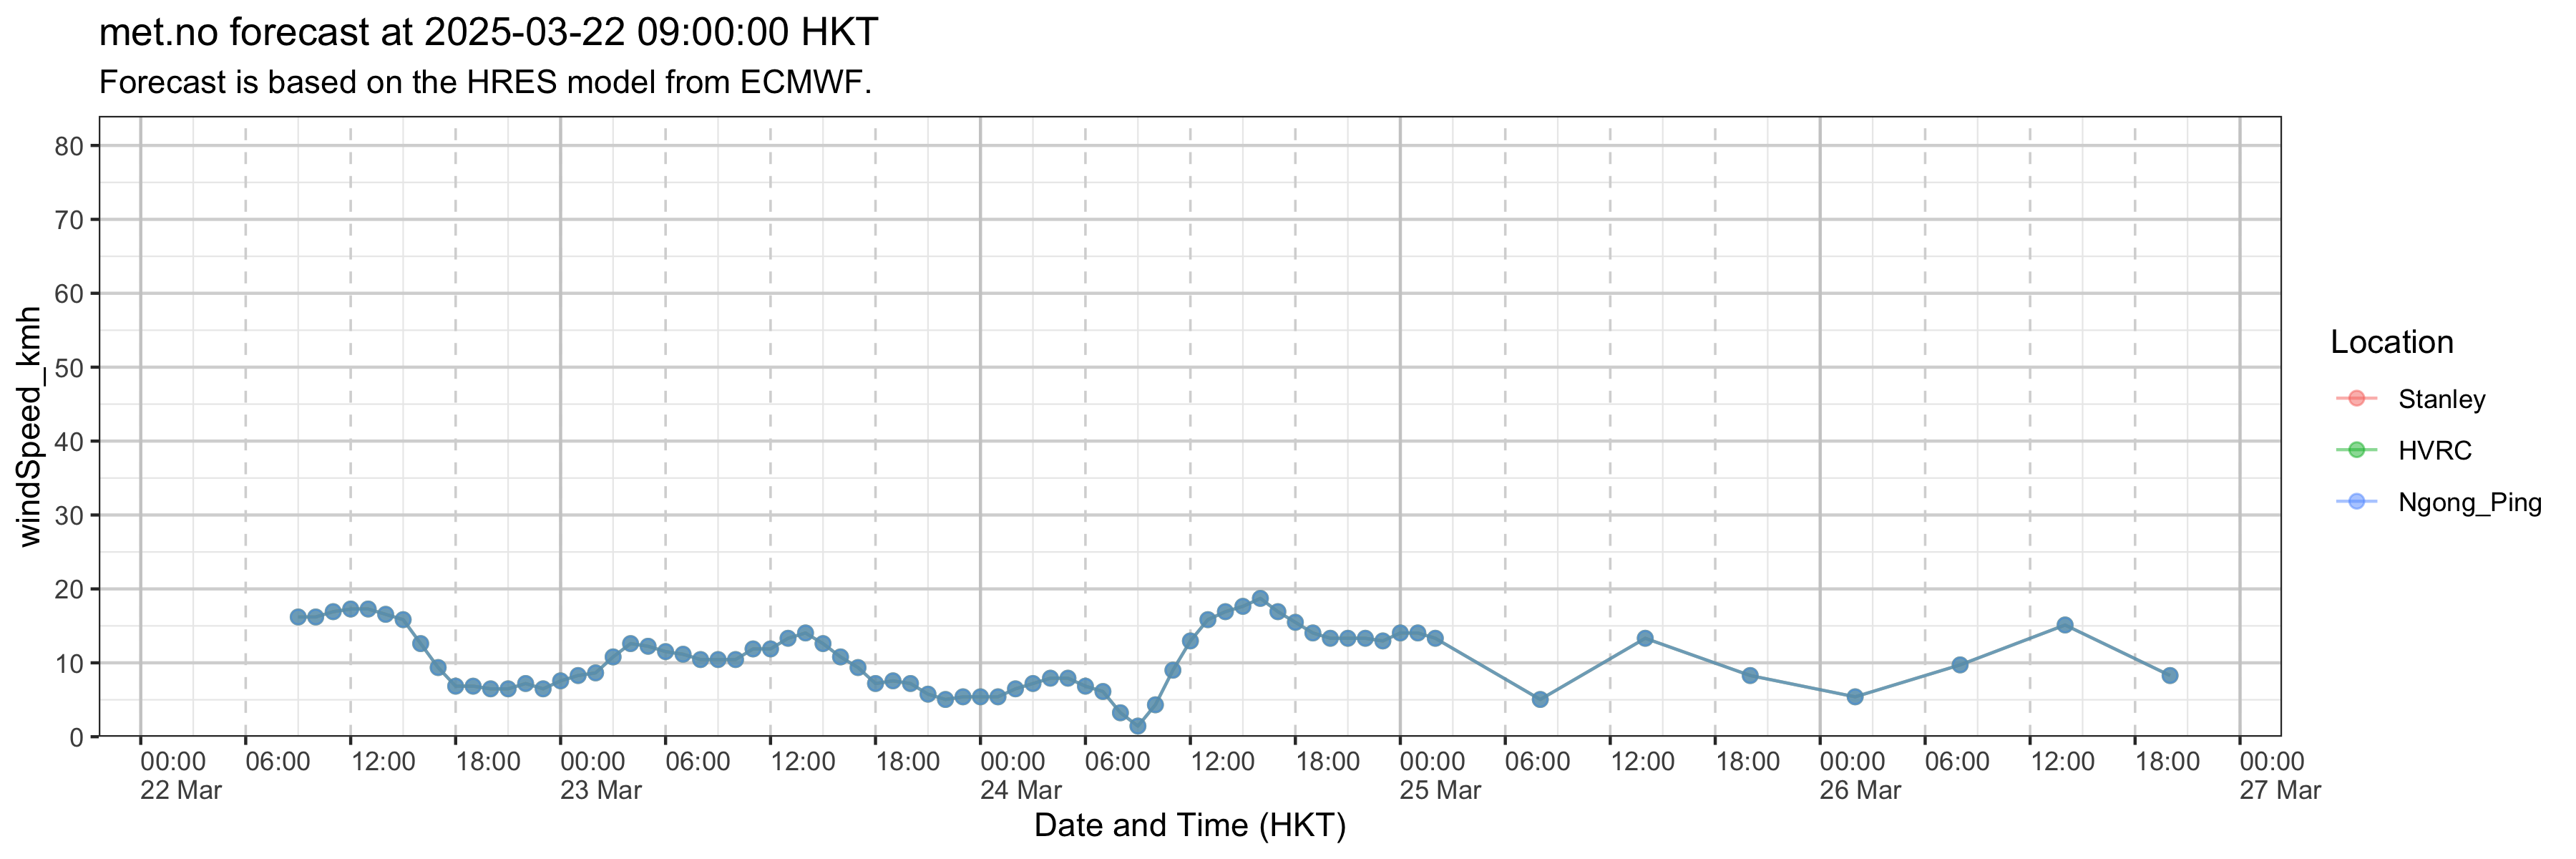 met.no forecast at 2025-03-22 09:00:00 HKT
Forecast is based on the HRES model from ECMWF.
windSpeed_kmh
80
70
60
50
40
30
20
10
0
00:00 06:00 12:00 18:00 00:00 06:00 12:00 18:00 00:00 06:00 12:00 18:00 00:00 06:00 12:00 18:00 00:00 06:00 12:00 18:00 00:00
22 Mar 23 Mar 24 Mar 25 Mar 26 Mar 27 Mar
Date and Time (HKT)
Location
Stanley
HVRC
Ngong_Ping